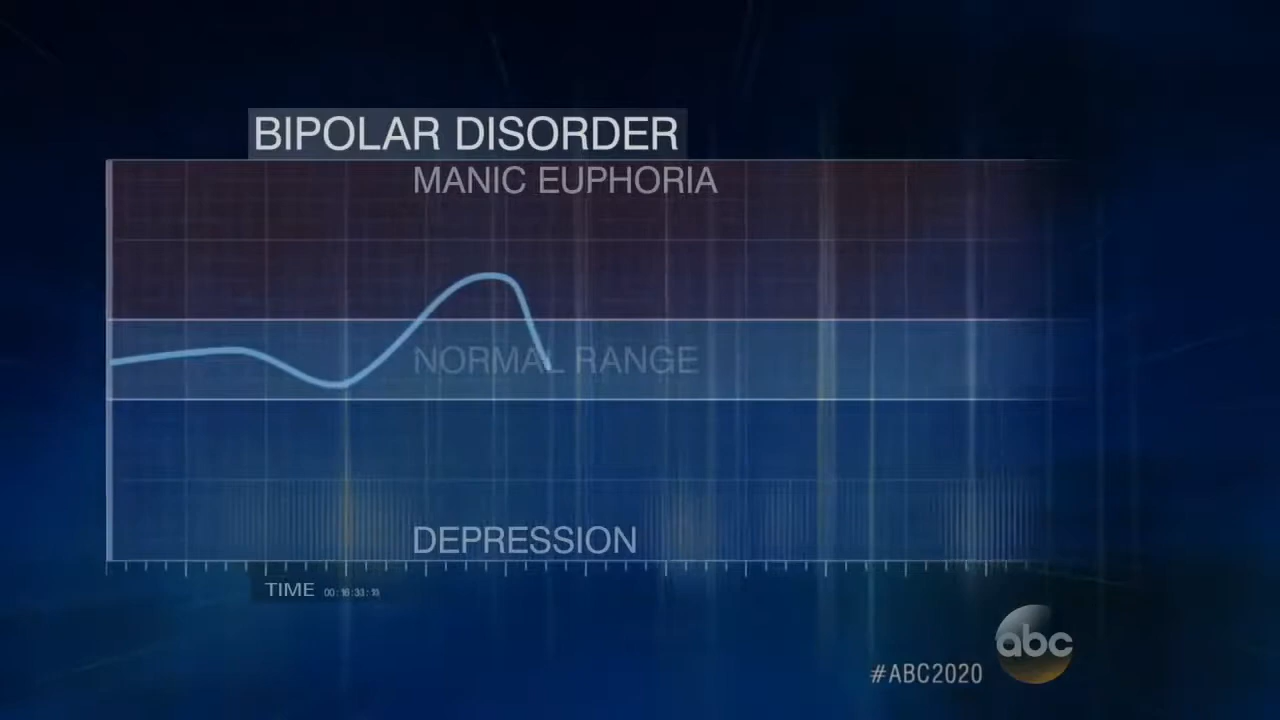 BIPOLAR DISORDER
MANIC EUPHORIA
NORMAL RANGE
DEPRESSION
TIME
abc
#ABC2020